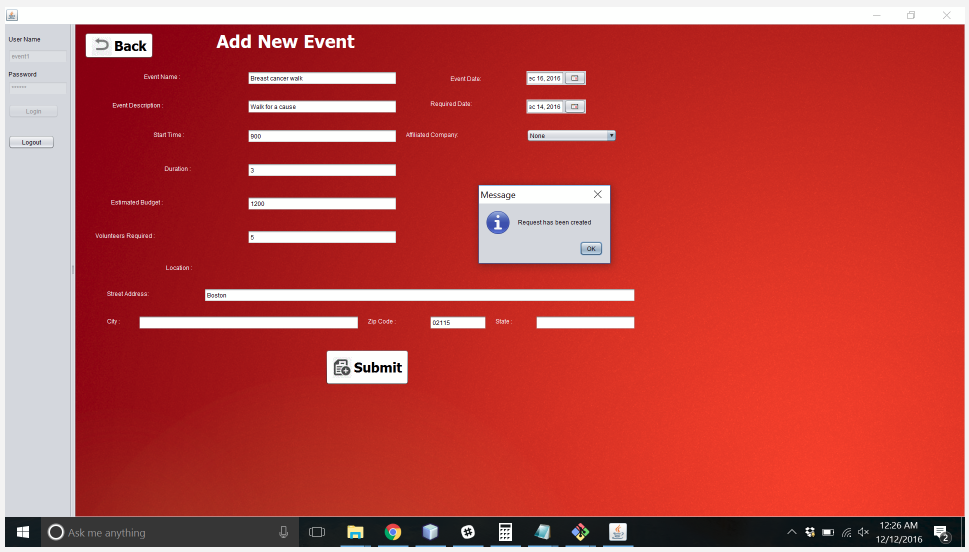 User Name
event1
Password
******
Login
Logout
Back
Add New Event
Event Name :
Breast cancer walk
Event Date:
ec 16, 2016
Event Description :
Walk for a cause
Required Date:
ec 14, 2016
Start Time :
900
Affiliated Company:
None
Duration :
3
Estimated Budget :
1200
Volunteers Required :
5
Message
Request has been created
OK
Location :
Street Address:
Boston
City :
Zip Code :
02115
State :
Submit
Ask me anything
12:26 AM
12/12/2016
2